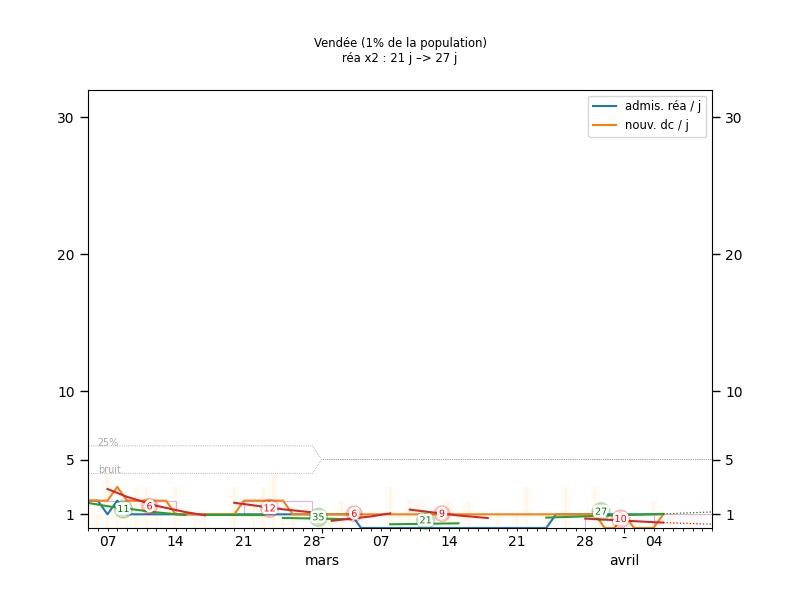 Vendée (1% de la population)
réa x2 : 21 j –> 27 j
admis. réa / j
nouv. dc / j
30 30
20 20
10 10
5 5
1 1
25%
bruit
11 6 12 35 6 21 9 27 10
07 14 21 28 - 07 14 21 28 - 04
mars avril